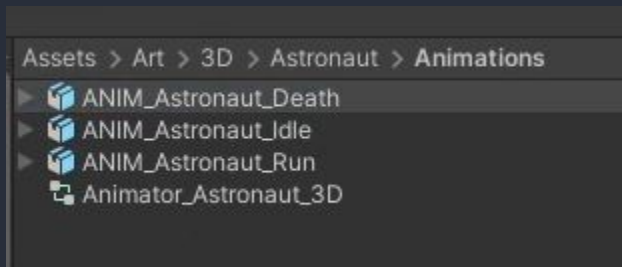 Assets > Art > 3D > Astronaut > Animations
ANIM_Astronaut_Death
ANIM_Astronaut_Idle
ANIM_Astronaut_Run
Animator_Astronaut_3D